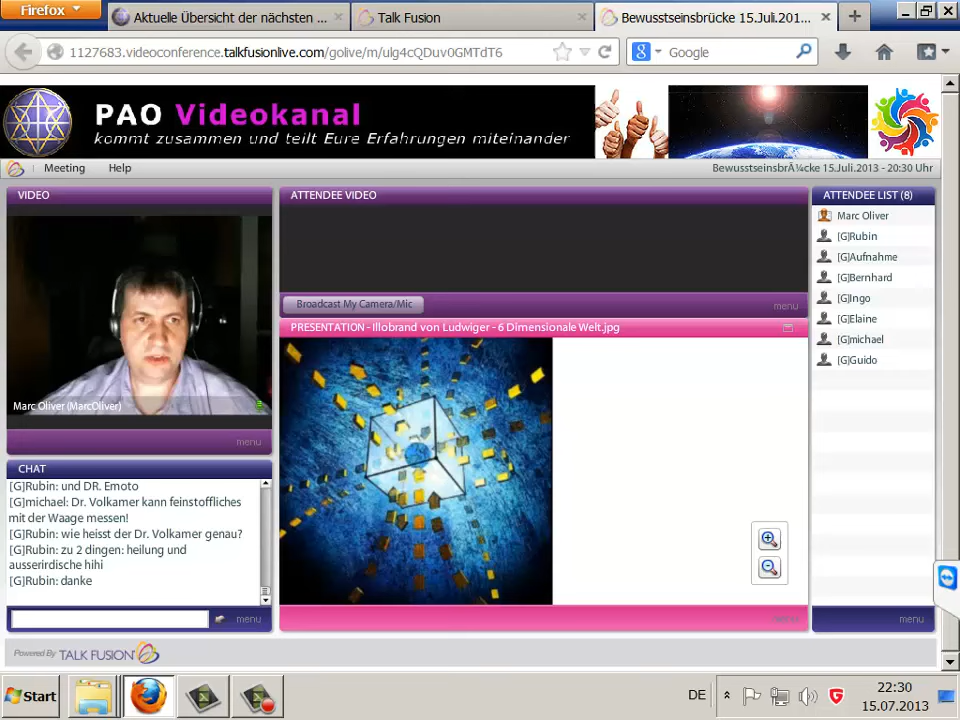 Firefox
Aktuelle Übersicht der nächsten ...
Talk Fusion
Bewusstseinsbrücke 15.Juli.201...
1127683.videoconference.talkfusionlive.com/golive/m/ulg4cQDuv0GMTdT6
Google
PAO Videokanal
kommt zusammen und teilt Eure Erfahrungen miteinander
Meeting
Help
BewusstseinsbrÃ¼cke 15.Juli.2013 - 20:30 Uhr
VIDEO
Marc Oliver (MarcOliver)
menu
CHAT
[G]Rubin: und DR. Emoto
[G]michael: Dr. Volkamer kann feinstoffliches
mit der Waage messen!
[G]Rubin: wie heisst der Dr. Volkamer genau?
[G]Rubin: zu 2 dingen: heilung und
ausserirdische hihi
[G]Rubin: danke
menu
ATTENDEE VIDEO
Broadcast My Camera/Mic
menu
PRESENTATION - Illobrand von Ludwiger - 6 Dimensionale Welt.jpg
menu
ATTENDEE LIST (8)
Marc Oliver
[G]Rubin
[G]Aufnahme
[G]Bernhard
[G]Ingo
[G]Elaine
[G]michael
[G]Guido
menu
Powered By TALK FUSION
Start
DE
22:30
15.07.2013